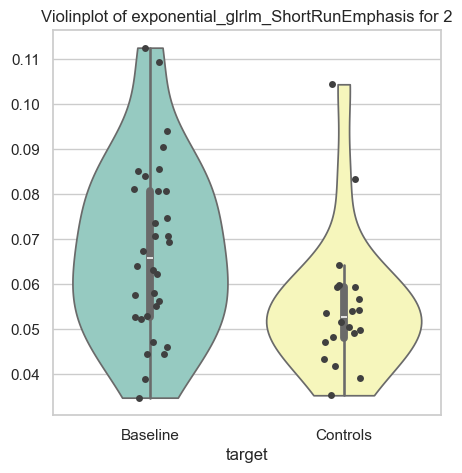 Violinplot of exponential_glrlm_ShortRunEmphasis for 2
0.11
0.10
0.09
0.08
0.07
0.06
0.05
0.04
Baseline
Controls
target